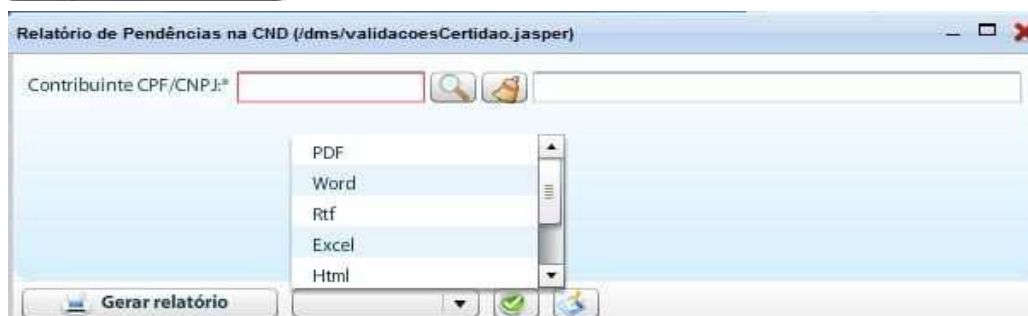 Relatório de Pendências na CND (/dms/validacoesCertidao.jasper)
Contribuinte CPF/CNPJ:*
PDF
Word
Rtf
Excel
Html
Gerar relatório